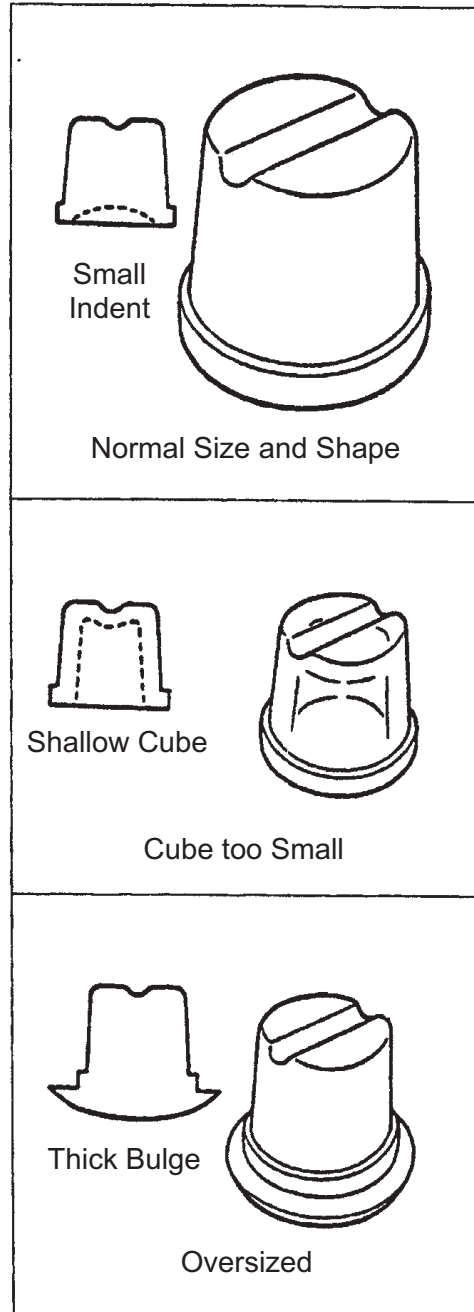 Small
Indent
Normal Size and Shape
Shallow Cube
Cube too Small
Thick Bulge
Oversized